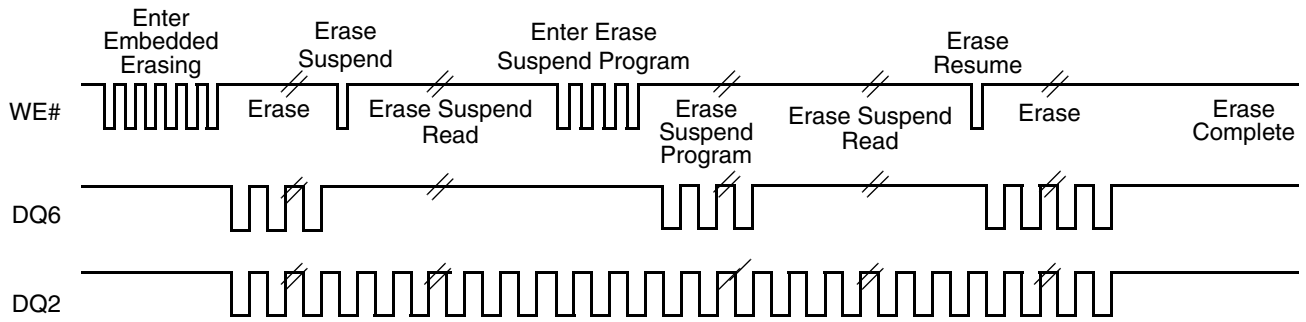 Enter
Embedded
Erasing
Erase
Suspend
Enter Erase
Suspend Program
Erase
Resume
WE#
Erase
Erase Suspend
Read
Erase
Suspend
Program
Erase Suspend
Read
Erase
Erase
Complete
DQ6
DQ2